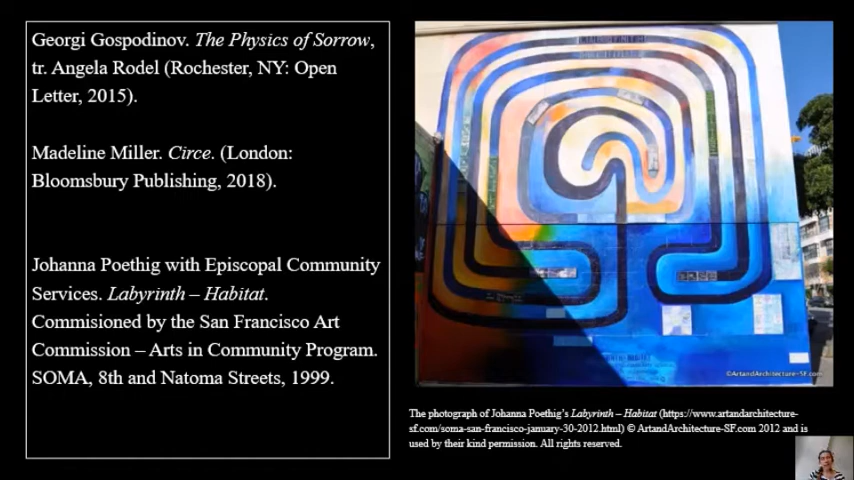 Georgi Gospodinov. The Physics of Sorrow,
tr. Angela Rodel (Rochester, NY: Open
Letter, 2015).
Madeline Miller. Circe. (London:
Bloomsbury Publishing, 2018).
Johanna Poethig with Episcopal Community
Services. Labyrinth – Habitat.
Commisioned by the San Francisco Art
Commission – Arts in Community Program.
SOMA, 8th and Natoma Streets, 1999.
©ArtandArchitecture-SF.com
The photograph of Johanna Poethig's Labyrinth – Habitat (https://www.artandarchitecture-
sf.com/soma-san-francisco-january-30-2012.html) © ArtandArchitecture-SF.com 2012 and is
used by their kind permission. All rights reserved.